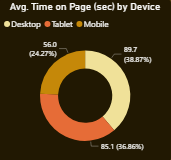 Avg. Time on Page (sec) by Device
Desktop Tablet Mobile
56.0
(24.27%)
89.7
(38.87%)
85.1 (36.86%)